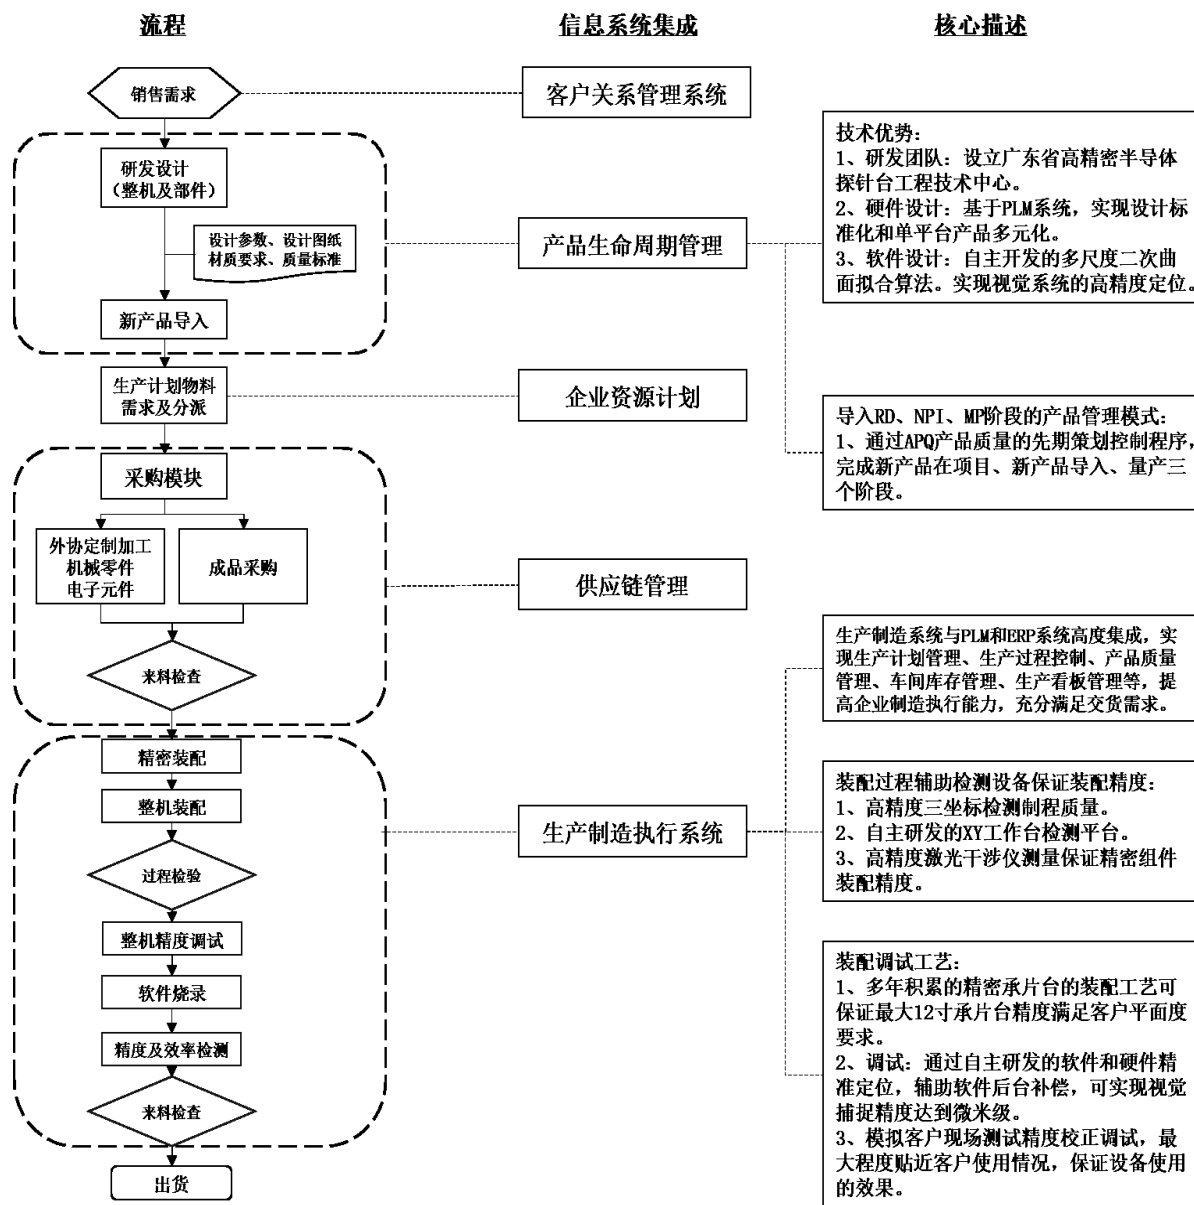 流程
信息系统集成
核心描述
销售需求
客户关系管理系统
研发设计
（整机及部件）
设计参数、设计图纸
材质要求、质量标准
新产品导入
产品生命周期管理
技术优势：
1、研发团队：设立广东省高精密半导体
探针台工程技术中心。
2、硬件设计：基于PLM系统，实现设计标
准化和单平台产品多元化。
3、软件设计：自主开发的多尺度二次曲
面拟合算法。实现视觉系统的高精度定位。
生产计划物料
需求及分派
企业资源计划
导入RD、NPI、MP阶段的产品管理模式：
1、通过APQ产品质量的先期策划控制程序，
完成新产品在项目、新产品导入、量产三
个阶段。
采购模块
外协定制加工
机械零件
电子元件
成品采购
来料检查
供应链管理
精密装配
整机装配
过程检验
整机精度调试
软件烧录
精度及效率检测
来料检查
出货
生产制造执行系统
生产制造系统与PLM和ERP系统高度集成，实
现生产计划管理、生产过程控制、产品质量
管理、车间库存管理、生产看板管理等，提
高企业制造执行能力，充分满足交货需求。
装配过程辅助检测设备保证装配精度：
1、高精度三坐标检测制程质量。
2、自主研发的XY工作台检测平台。
3、高精度激光干涉仪测量保证精密组件
装配精度。
装配调试工艺：
1、多年积累的精密承片台的装配工艺可
保证最大12寸承片台精度满足客户平面度
要求。
2、调试：通过自主研发的软件和硬件精
准定位，辅助软件后台补偿，可实现视觉
捕捉精度达到微米级。
3、模拟客户现场测试精度校正调试，最
大程度贴近客户使用情况，保证设备使用
的效果。